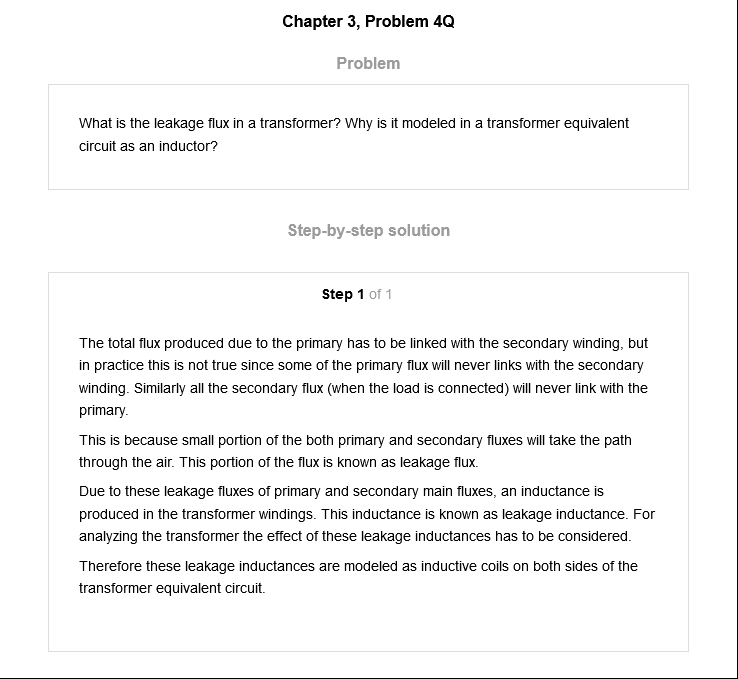 Chapter 3, Problem 4Q
Problem
What is the leakage flux in a transformer? Why is it modeled in a transformer equivalent
circuit as an inductor?
Step-by-step solution
Step 1 of 1
The total flux produced due to the primary has to be linked with the secondary winding, but
in practice this is not true since some of the primary flux will never links with the secondary
winding. Similarly all the secondary flux (when the load is connected) will never link with the
primary.
This is because small portion of the both primary and secondary fluxes will take the path
through the air. This portion of the flux is known as leakage flux.
Due to these leakage fluxes of primary and secondary main fluxes, an inductance is
produced in the transformer windings. This inductance is known as leakage inductance. For
analyzing the transformer the effect of these leakage inductances has to be considered.
Therefore these leakage inductances are modeled as inductive coils on both sides of the
transformer equivalent circuit.